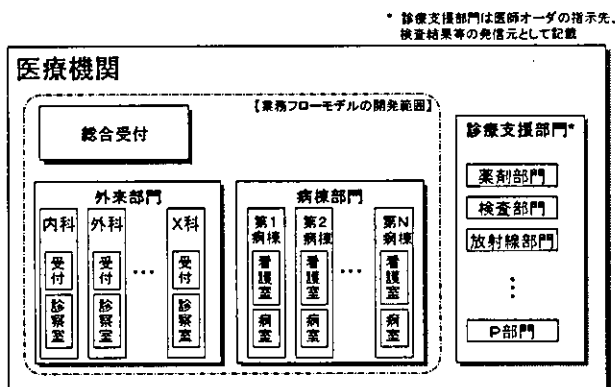 * 診療支援部門は医師オーダの指示先、
検査結果等の発信元として記載
医療機関
【業務フローモデルの開発範囲】
総合受付
診療支援部門*
薬剤部門
検査部門
放射線部門
⋮
P部門
外来部門
内科
外科
X科
受付
受付
…
受付
診察室
診察室
診察室
病棟部門
第1病棟
第2病棟
第N病棟
看護室
看護室
…
看護室
病室
病室
病室